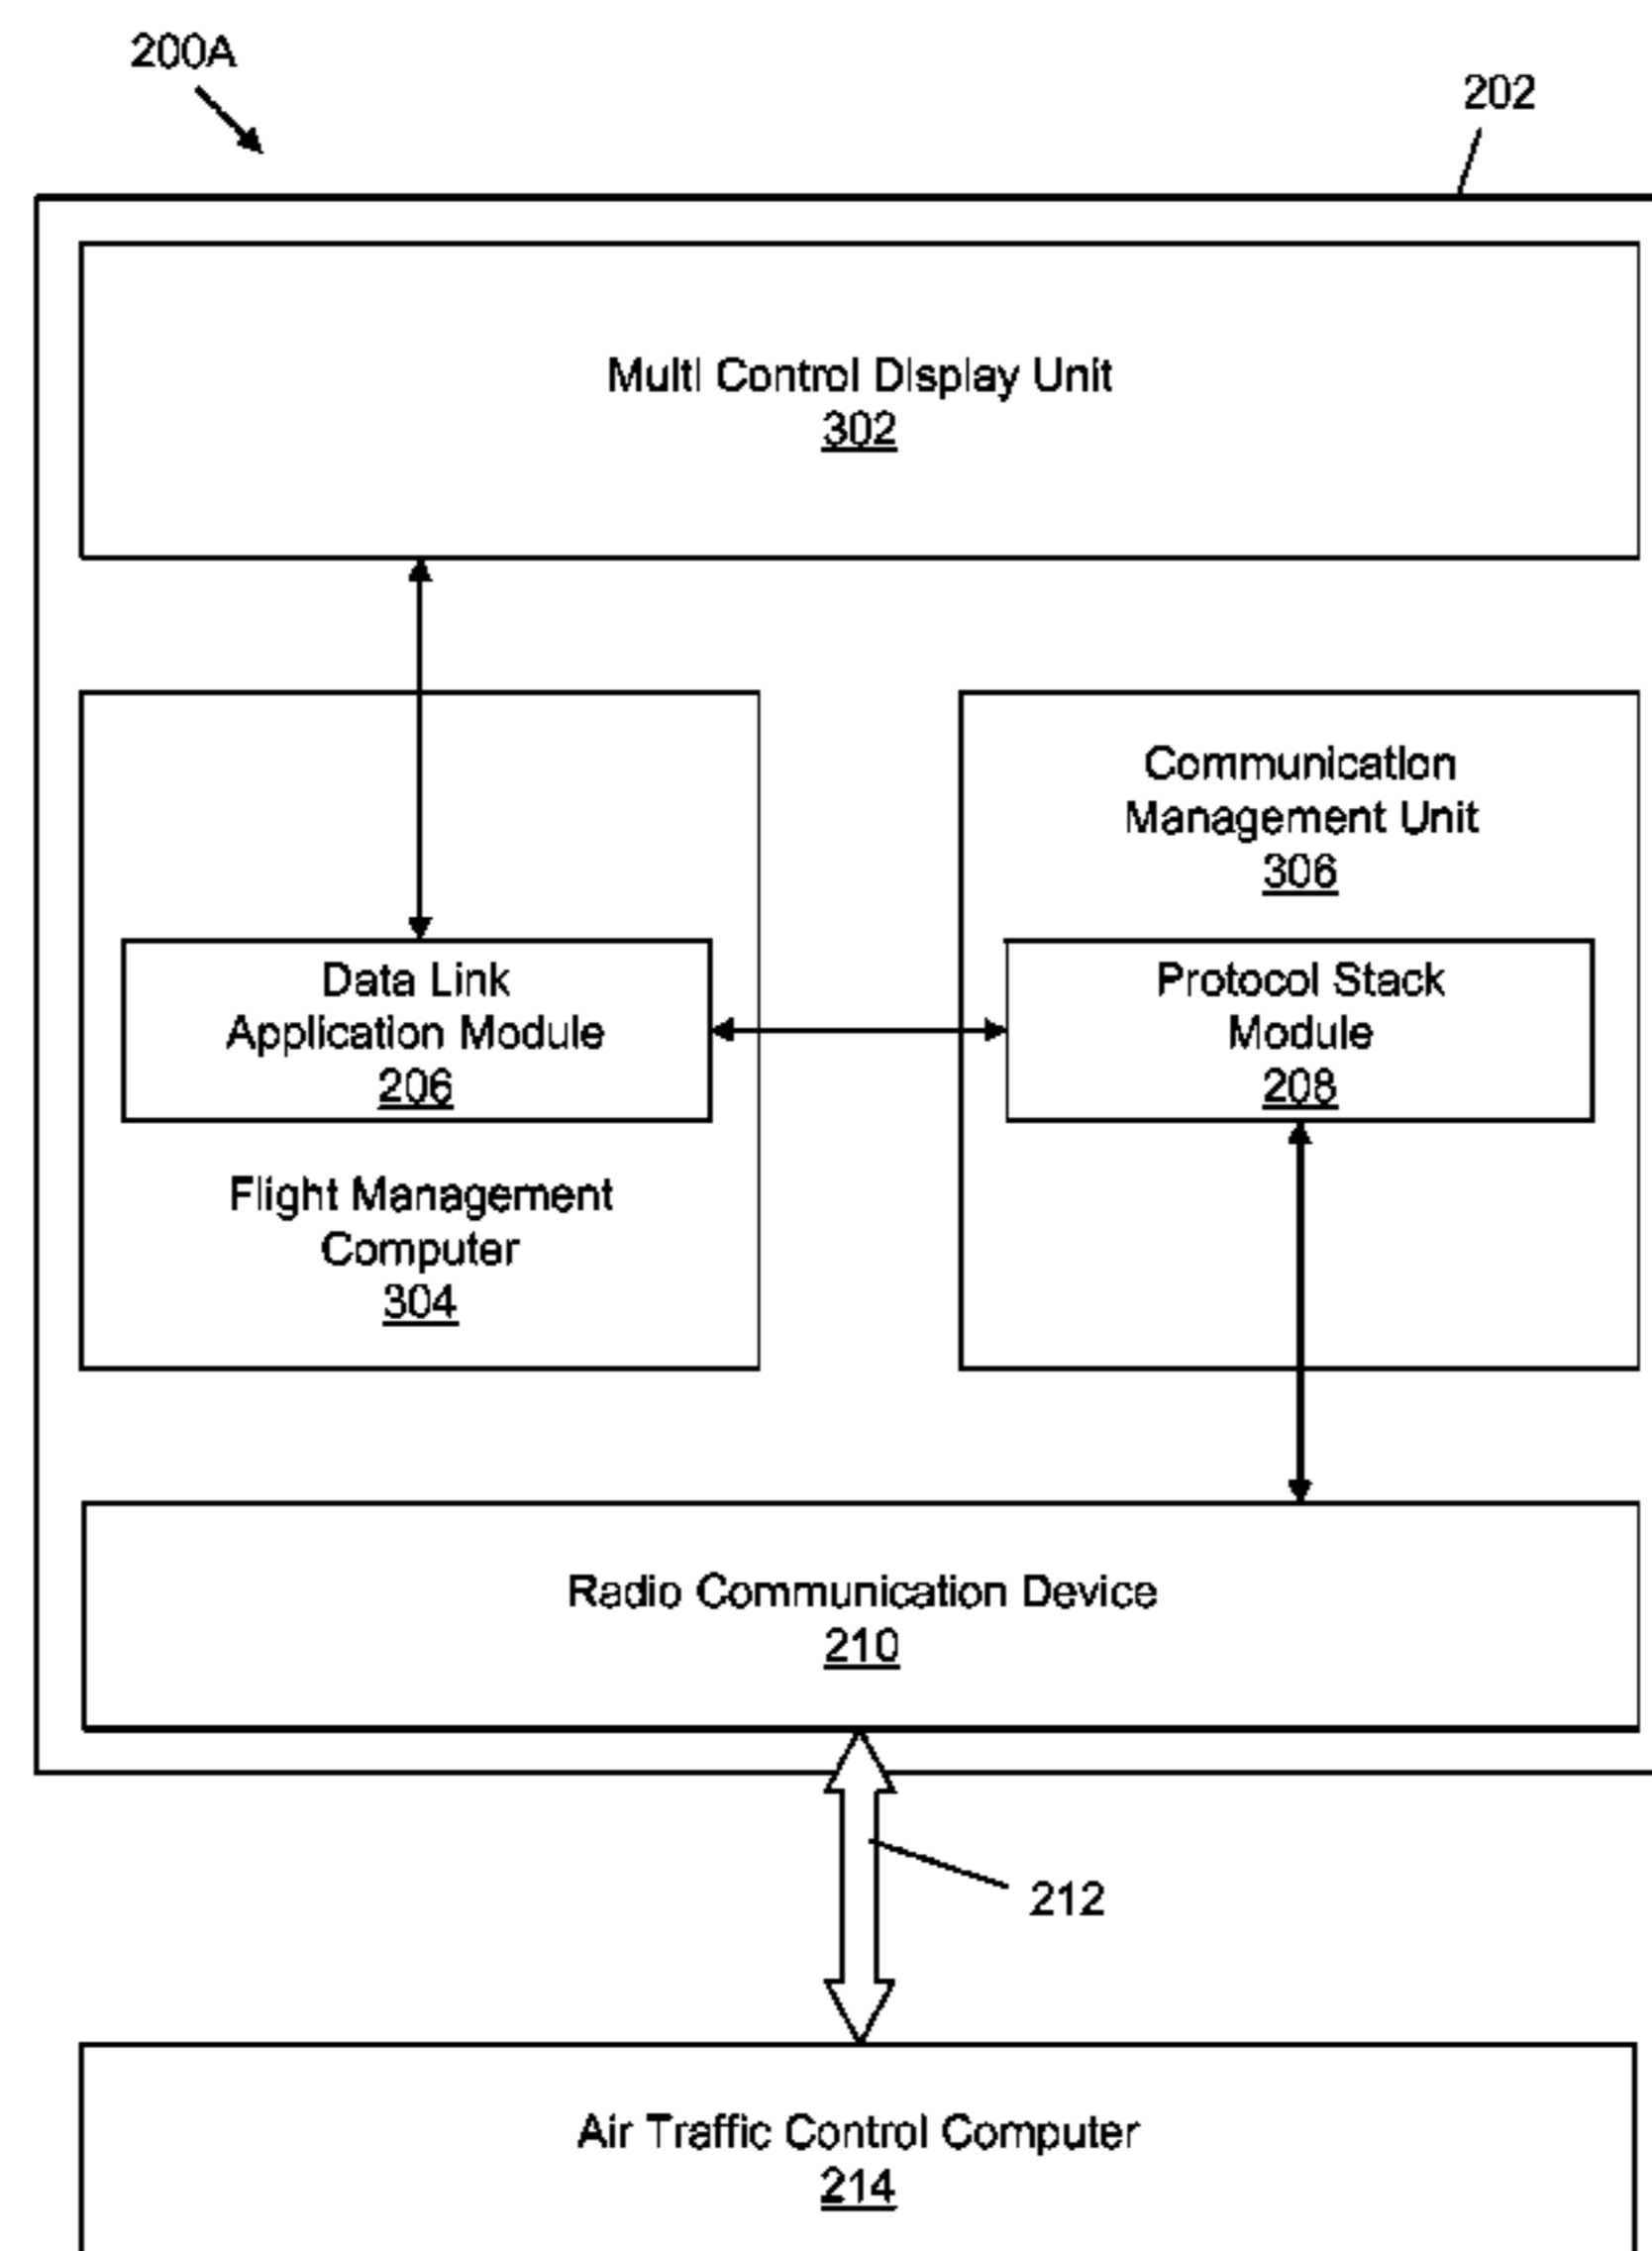 200A
202
Multi Control Display Unit
302
Communication
Management Unit
306
Data Link
Application Module
206
Protocol Stack
Module
208
Flight Management
Computer
304
Radio Communication Device
210
212
Air Traffic Control Computer
214